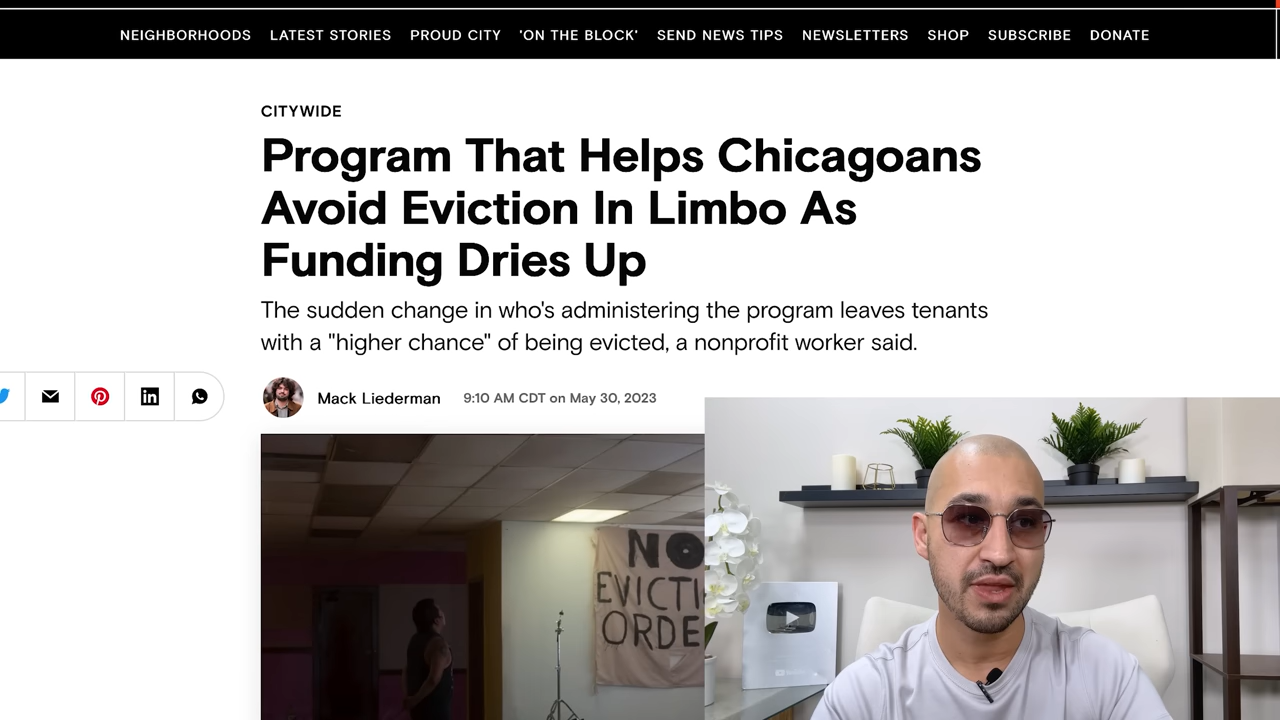 NEIGHBORHOODS LATEST STORIES PROUD CITY 'ON THE BLOCK' SEND NEWS TIPS NEWSLETTERS SHOP SUBSCRIBE DONATE
CITYWIDE
Program That Helps Chicagoans
Avoid Eviction In Limbo As
Funding Dries Up
The sudden change in who's administering the program leaves tenants
with a "higher chance" of being evicted, a nonprofit worker said.
Mack Liederman 9:10 AM CDT on May 30, 2023
NO
EVICTI
ORDE